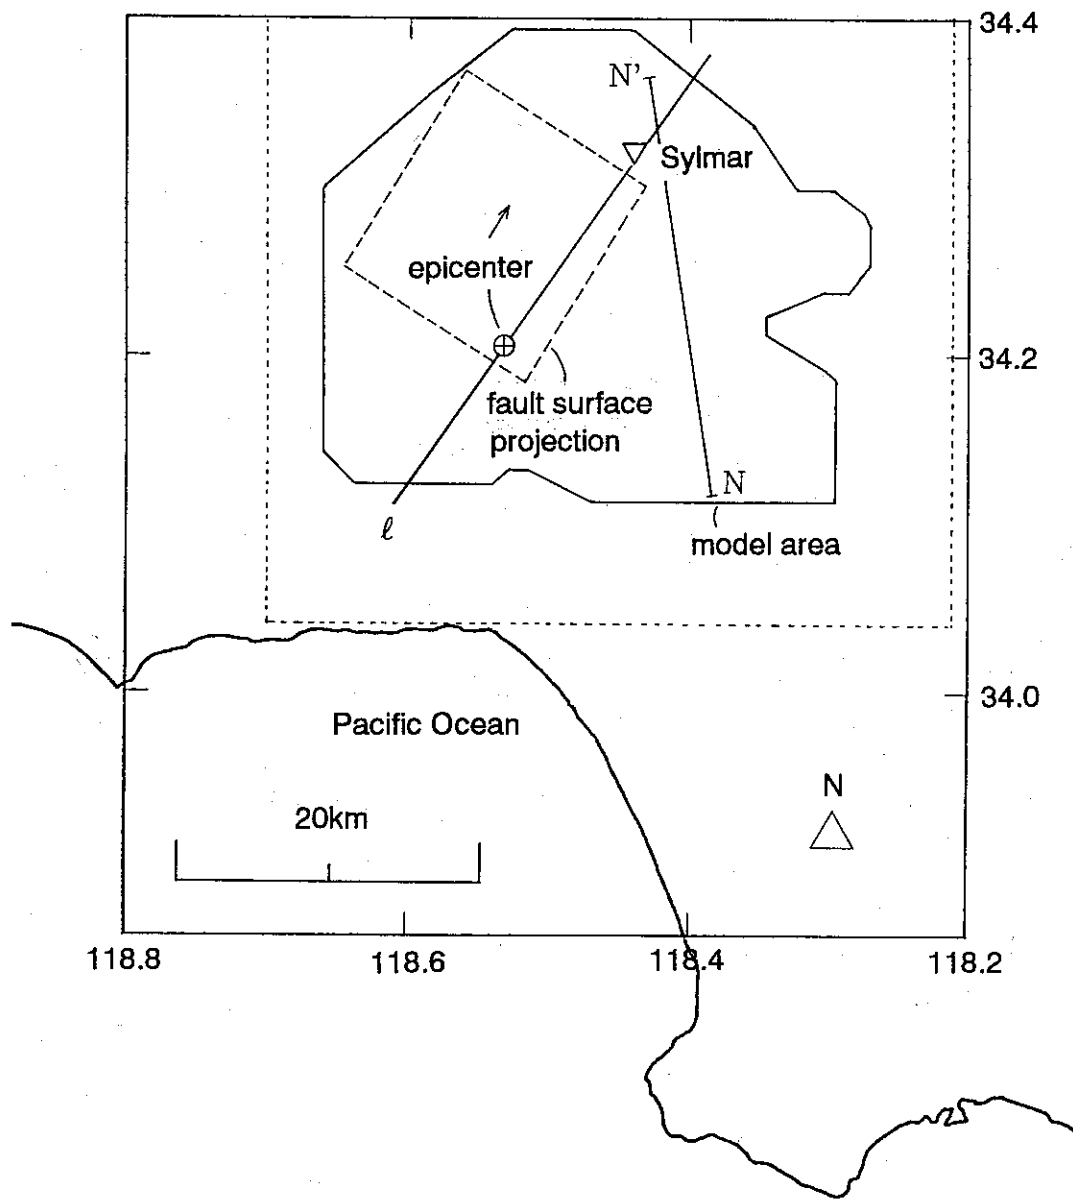 34.4
N'
Sylmar
epicenter
34.2
fault surface
projection
N
ℓ
model area
34.0
Pacific Ocean
N
20km
118.8
118.6
118.4
118.2